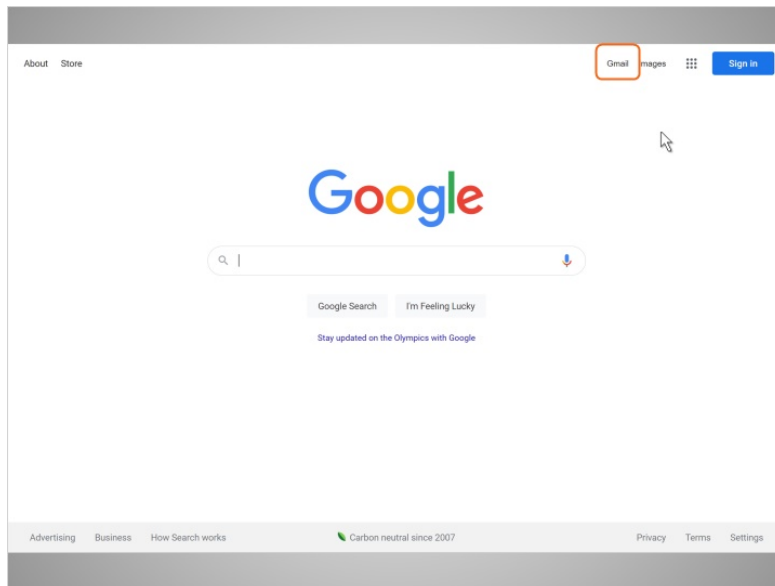 About Store Gmail mages Sign in
Google
Google Search I'm Feeling Lucky
Stay updated on the Olympics with Google
Advertising Business How Search works Carbon neutral since 2007 Privacy Terms Settings